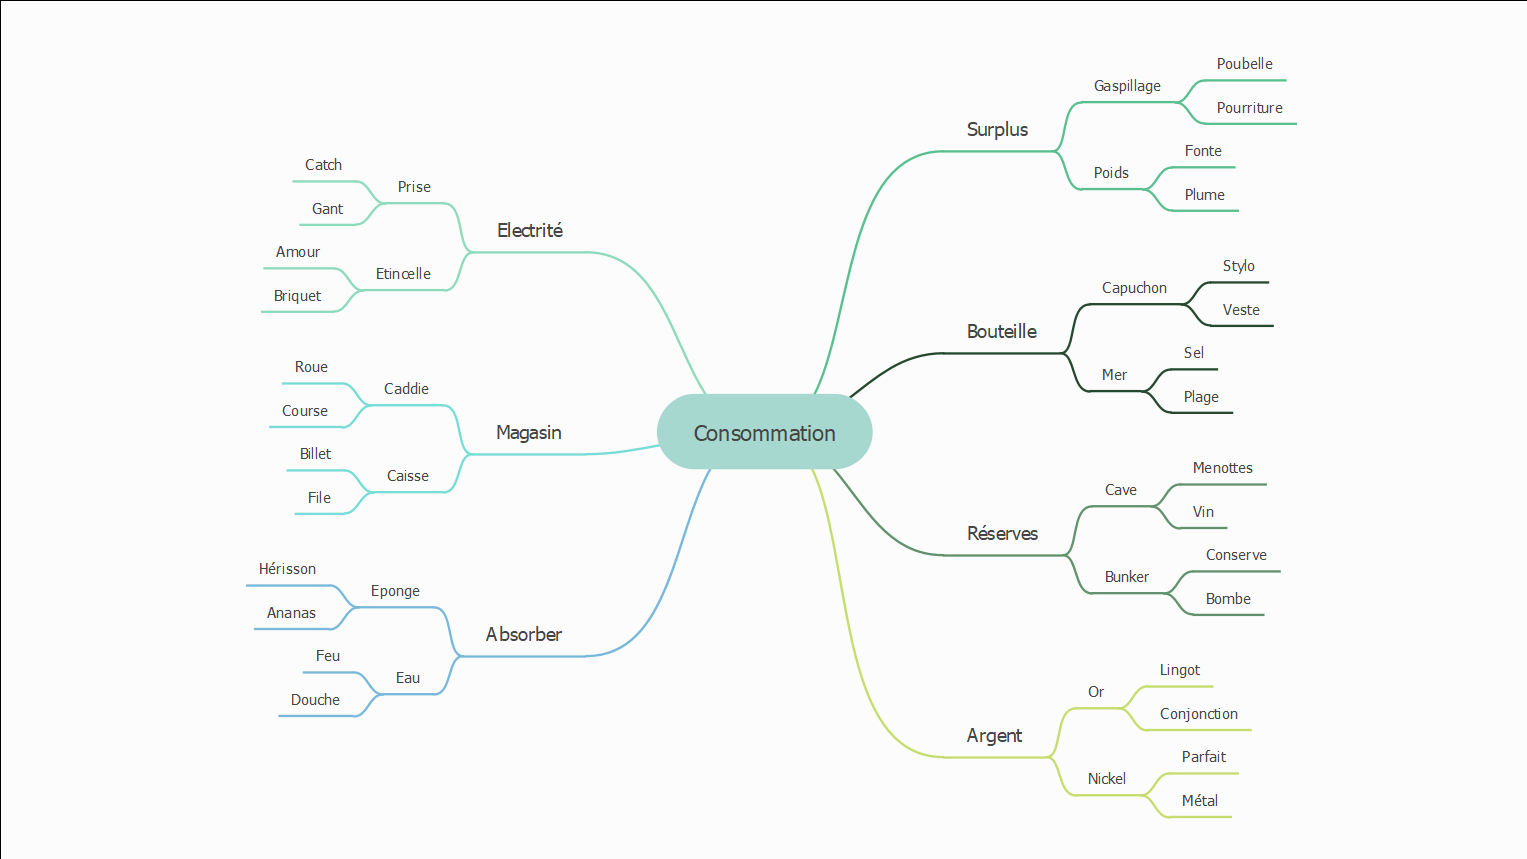 Consommation
Surplus
Gaspillage
Poubelle
Pourriture
Poids
Fonte
Plume
Bouteille
Capuchon
Stylo
Veste
Mer
Sel
Plage
Réserves
Cave
Menottes
Vin
Bunker
Conserve
Bombe
Argent
Or
Lingot
Conjonction
Nickel
Parfait
Métal
Electrité
Prise
Catch
Gant
Etincelle
Amour
Briquet
Magasin
Caddie
Roue
Course
Caisse
Billet
File
Absorber
Eponge
Hérisson
Ananas
Eau
Feu
Douche